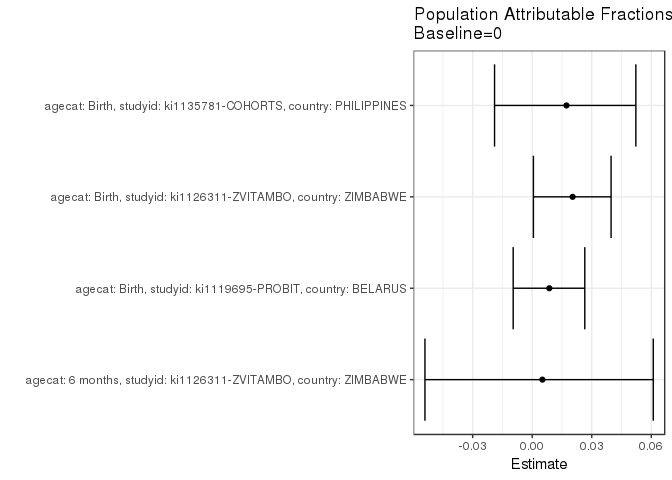 Population Attributable Fractions
Baseline=0
agecat: Birth, studyid: ki1135781-COHORTS, country: PHILIPPINES
agecat: Birth, studyid: ki1126311-ZVITAMBO, country: ZIMBABWE
agecat: Birth, studyid: ki1119695-PROBIT, country: BELARUS
agecat: 6 months, studyid: ki1126311-ZVITAMBO, country: ZIMBABWE
-0.03 0.00 0.03 0.06
Estimate